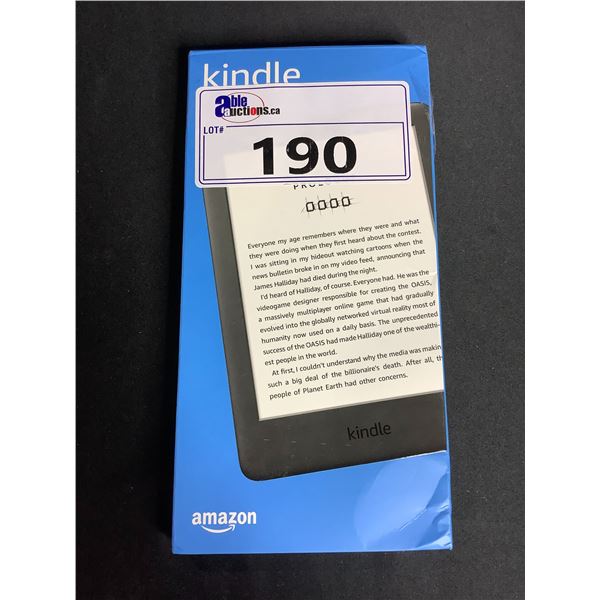 kindle
able
auctions.ca
LOT#
190
0000
Everyone my age remembers where they were and what
they were doing when they first heard about the contest.
I was sitting in my hideout watching cartoons when the
news bulletin broke in on my video feed, announcing that
James Halliday had died during the night.
I'd heard of Halliday, of course. Everyone had. He was the
videogame designer responsible for creating the OASIS,
a massively multiplayer online game that had gradually
evolved into the globally networked virtual reality most of
humanity now used on a daily basis. The unprecedented
success of the OASIS had made Halliday one of the wealthi-
est people in the world.
At first, I couldn't understand why the media was makin
such a big deal of the billionaire's death. After all, th
people of Planet Earth had other concerns.
kindle
amazon